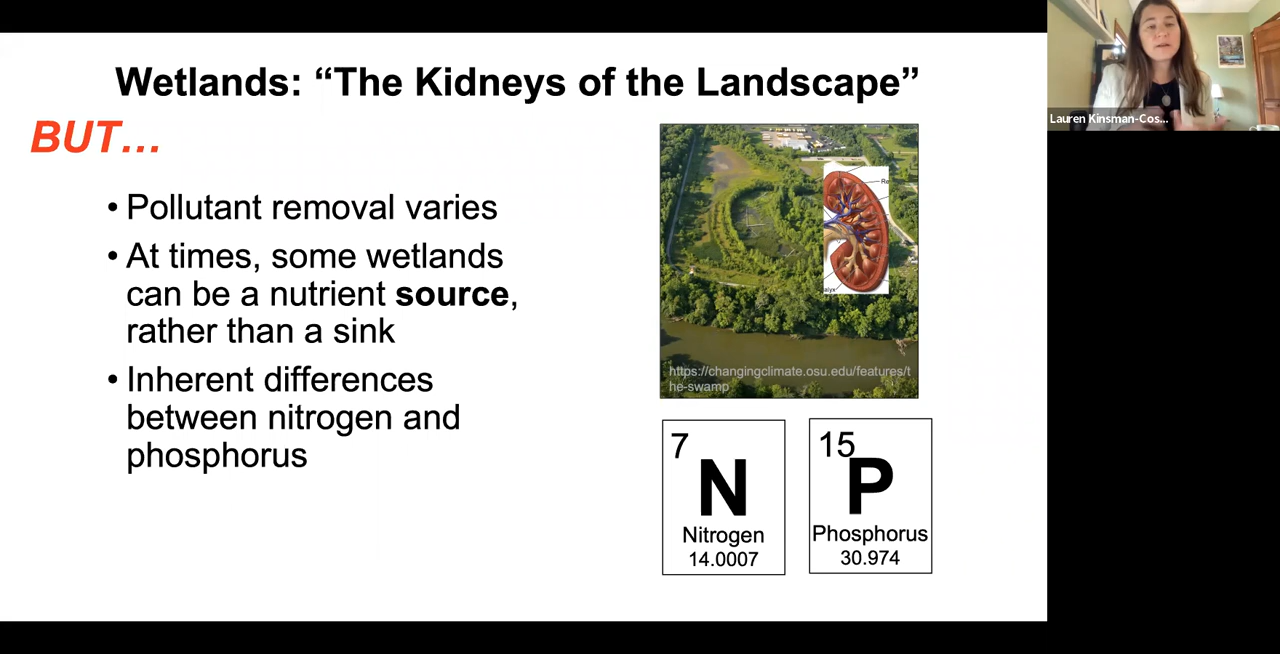 Wetlands: “The Kidneys of the Landscape”
BUT...
• Pollutant removal varies
• At times, some wetlands
can be a nutrient source,
rather than a sink
• Inherent differences
between nitrogen and
phosphorus
Re
alyx
https://changingclimate.osu.edu/features/t
he-swamp
7
N
Nitrogen
14.0007
15
P
Phosphorus
30.974
Lauren Kinsman-Cos...